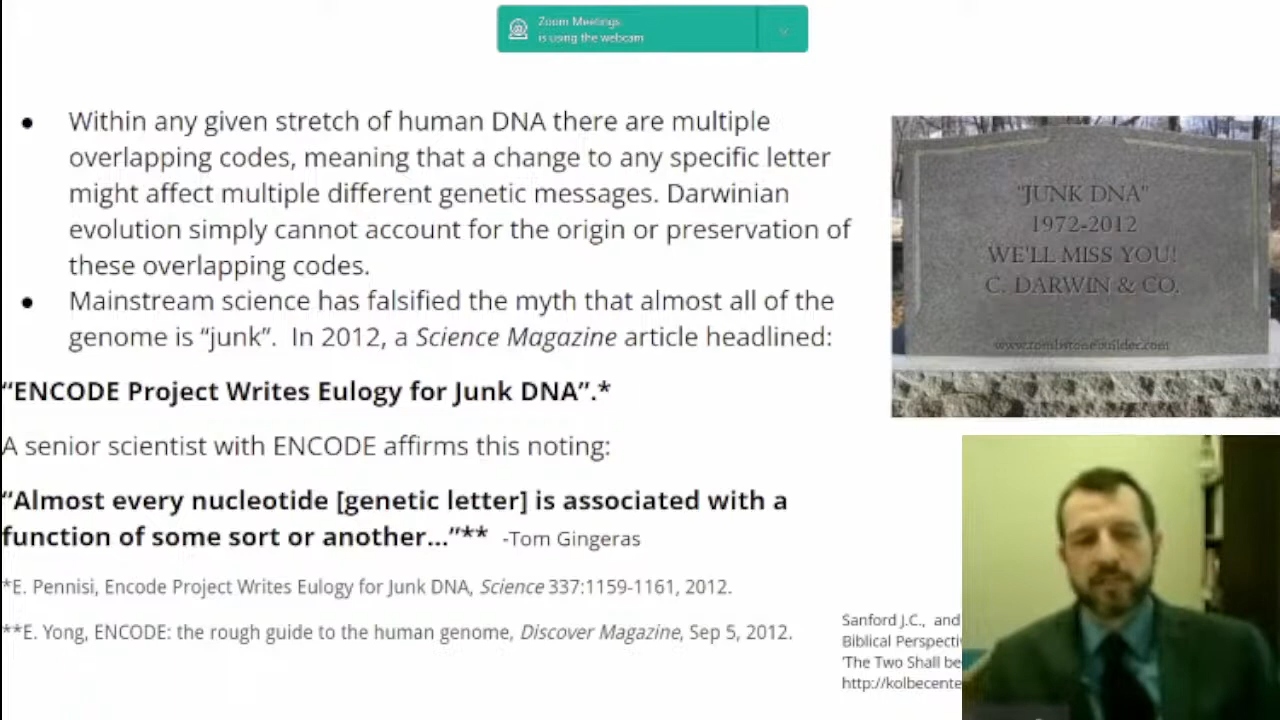 Zoom Meetings
is using the webcam
● Within any given stretch of human DNA there are multiple
overlapping codes, meaning that a change to any specific letter
might affect multiple different genetic messages. Darwinian
evolution simply cannot account for the origin or preservation of
these overlapping codes.
● Mainstream science has falsified the myth that almost all of the
genome is “junk”. In 2012, a Science Magazine article headlined:
“ENCODE Project Writes Eulogy for Junk DNA”.*
A senior scientist with ENCODE affirms this noting:
“Almost every nucleotide [genetic letter] is associated with a
function of some sort or another...”** -Tom Gingeras
*E. Pennisi, Encode Project Writes Eulogy for Junk DNA, Science 337:1159-1161, 2012.
**E. Yong, ENCODE: the rough guide to the human genome, Discover Magazine, Sep 5, 2012.
"JUNK DNA"
1972-2012
WE'LL MISS YOU!
C. DARWIN & CO.
www.tombstonebuilder.com
Sanford J.C., and
Biblical Perspecti
'The Two Shall be
http://kolbecente